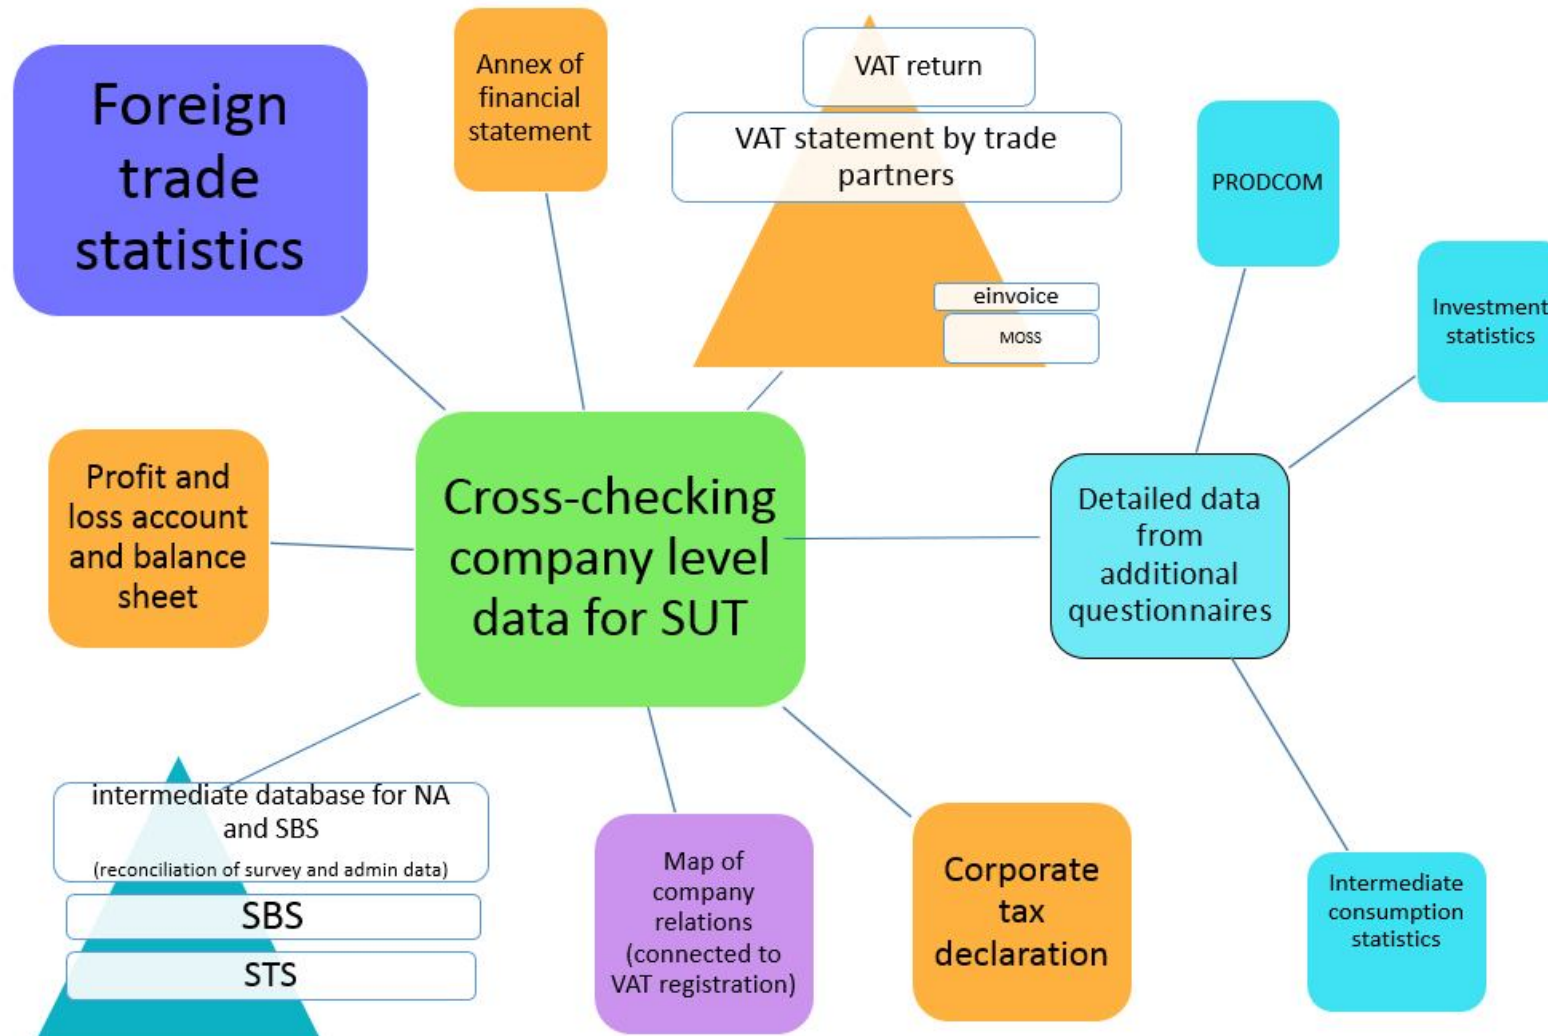 Foreign
trade
statistics
Annex of
financial
statement
VAT return
VAT statement by trade
partners
einvoice
MOSS
PRODCOM
Investment
statistics
Profit and
loss account
and balance
sheet
Cross-checking
company level
data for SUT
Detailed data
from
additional
questionnaires
intermediate database for NA
and SBS
(reconciliation of survey and admin data)
SBS
STS
Map of
company
relations
(connected to
VAT registration)
Corporate
tax
declaration
Intermediate
consumption
statistics